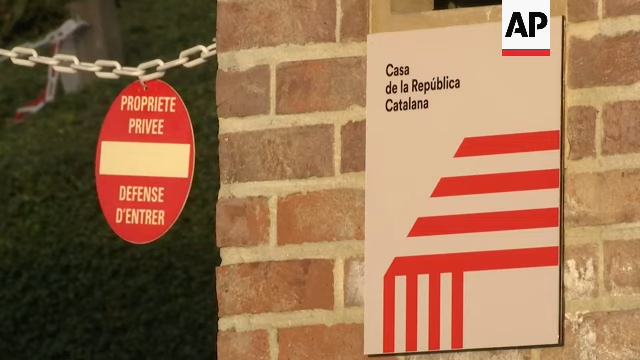 AP
PROPRIETE
PRIVEE
DEFENSE
D'ENTRER
Casa
de la República
Catalana